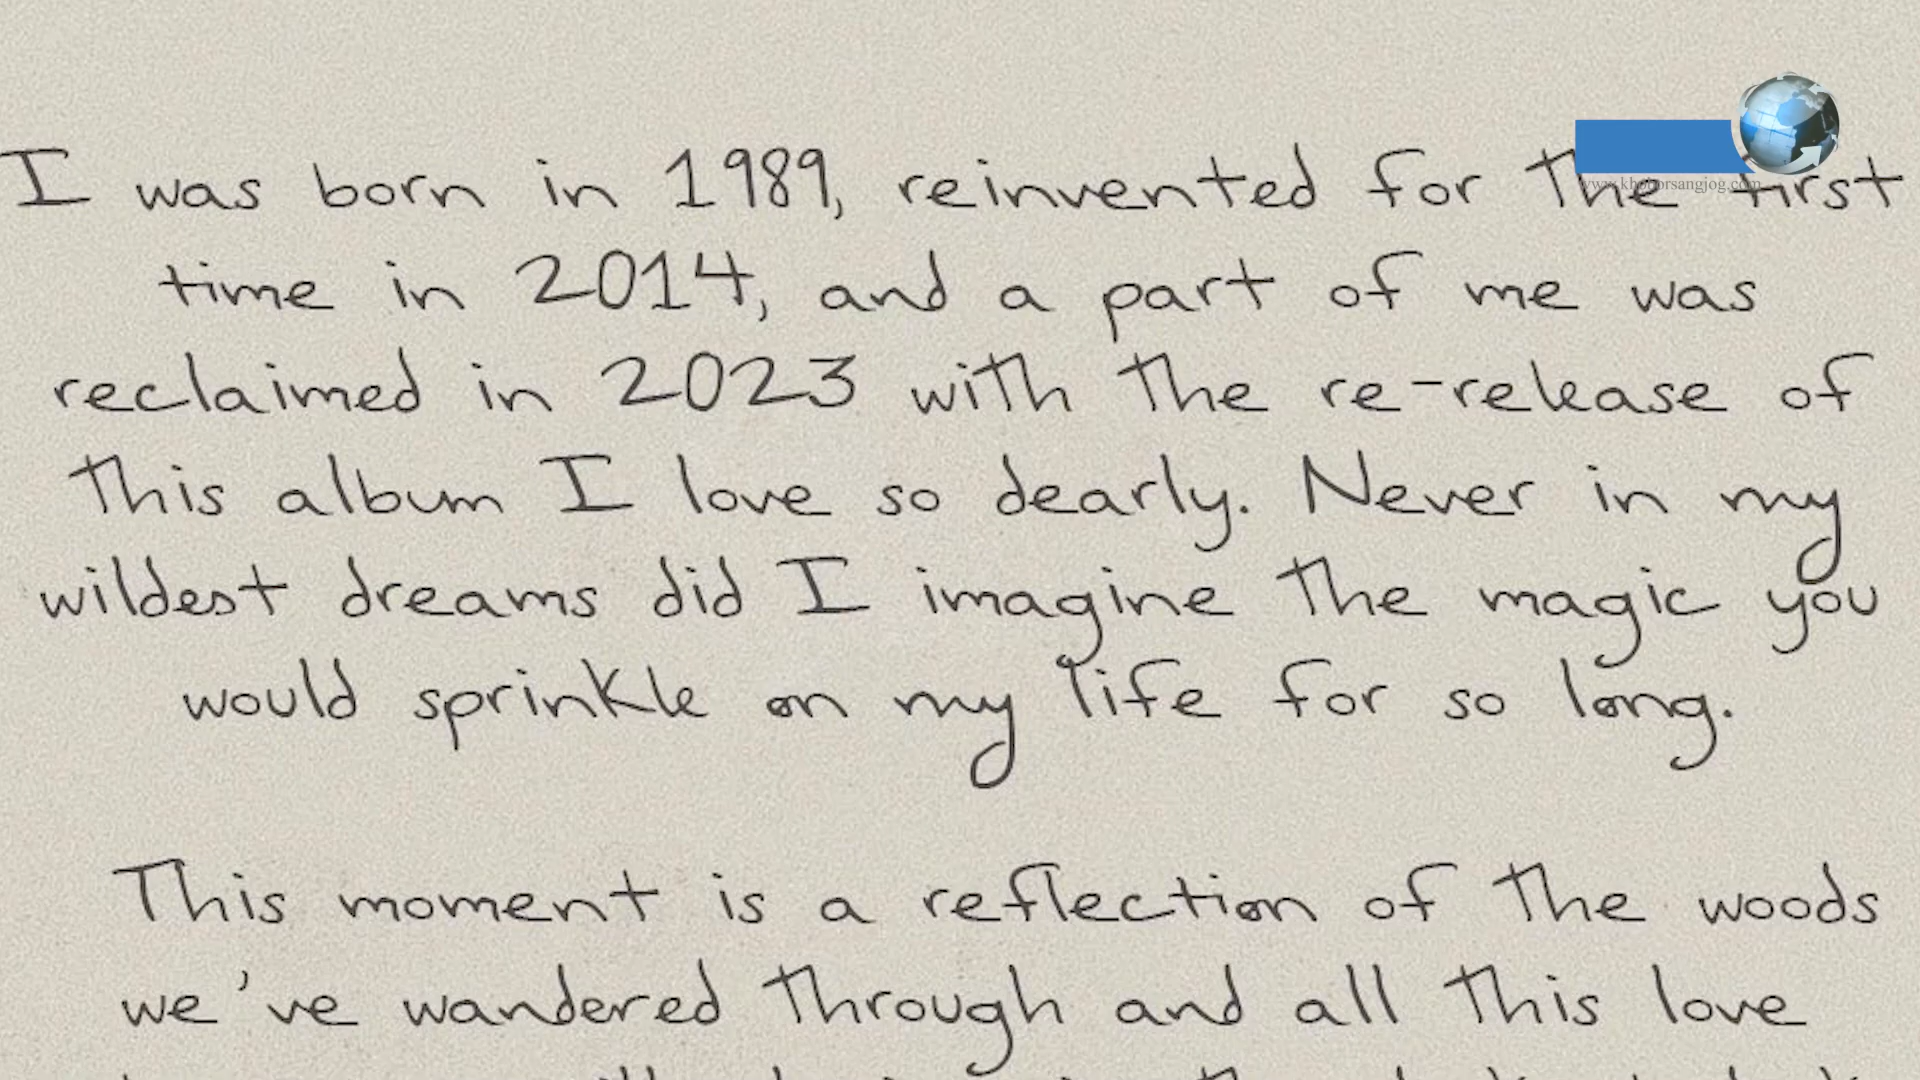 I was born in 1989, reinvented for the first
time in 2014, and a part of me was
reclaimed in 2023 with the re-release of
this album I love so dearly. Never in my
wildest dreams did I imagine the magic you
would sprinkle on my life for so long.
This moment is a reflection of the woods
we've wandered through and all this love
www.khoborsangjog.com